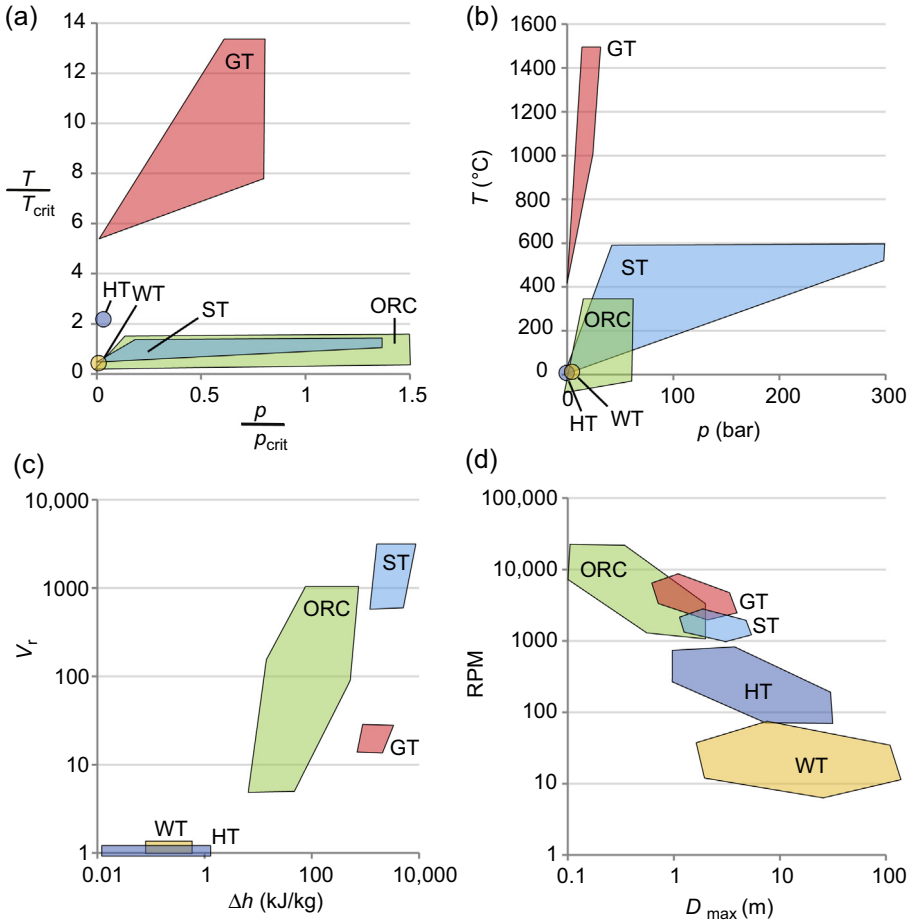 (a)
14
12
10
8
6
4
2
0
T
T crit
GT
HT
WT
ST
ORC
0
0.5
1
1.5
p
p crit
(b)
1600
1400
1200
1000
800
600
400
200
0
T (°C)
GT
ST
ORC
0
100
200
300
HT
WT
p (bar)
(c)
10,000
1000
100
10
1
V r
ST
ORC
GT
WT
HT
0.01
1
100
10,000
Δh (kJ/kg)
(d)
100,000
10,000
1000
100
10
1
RPM
ORC
GT
ST
HT
WT
0.1
1
10
100
D max (m)